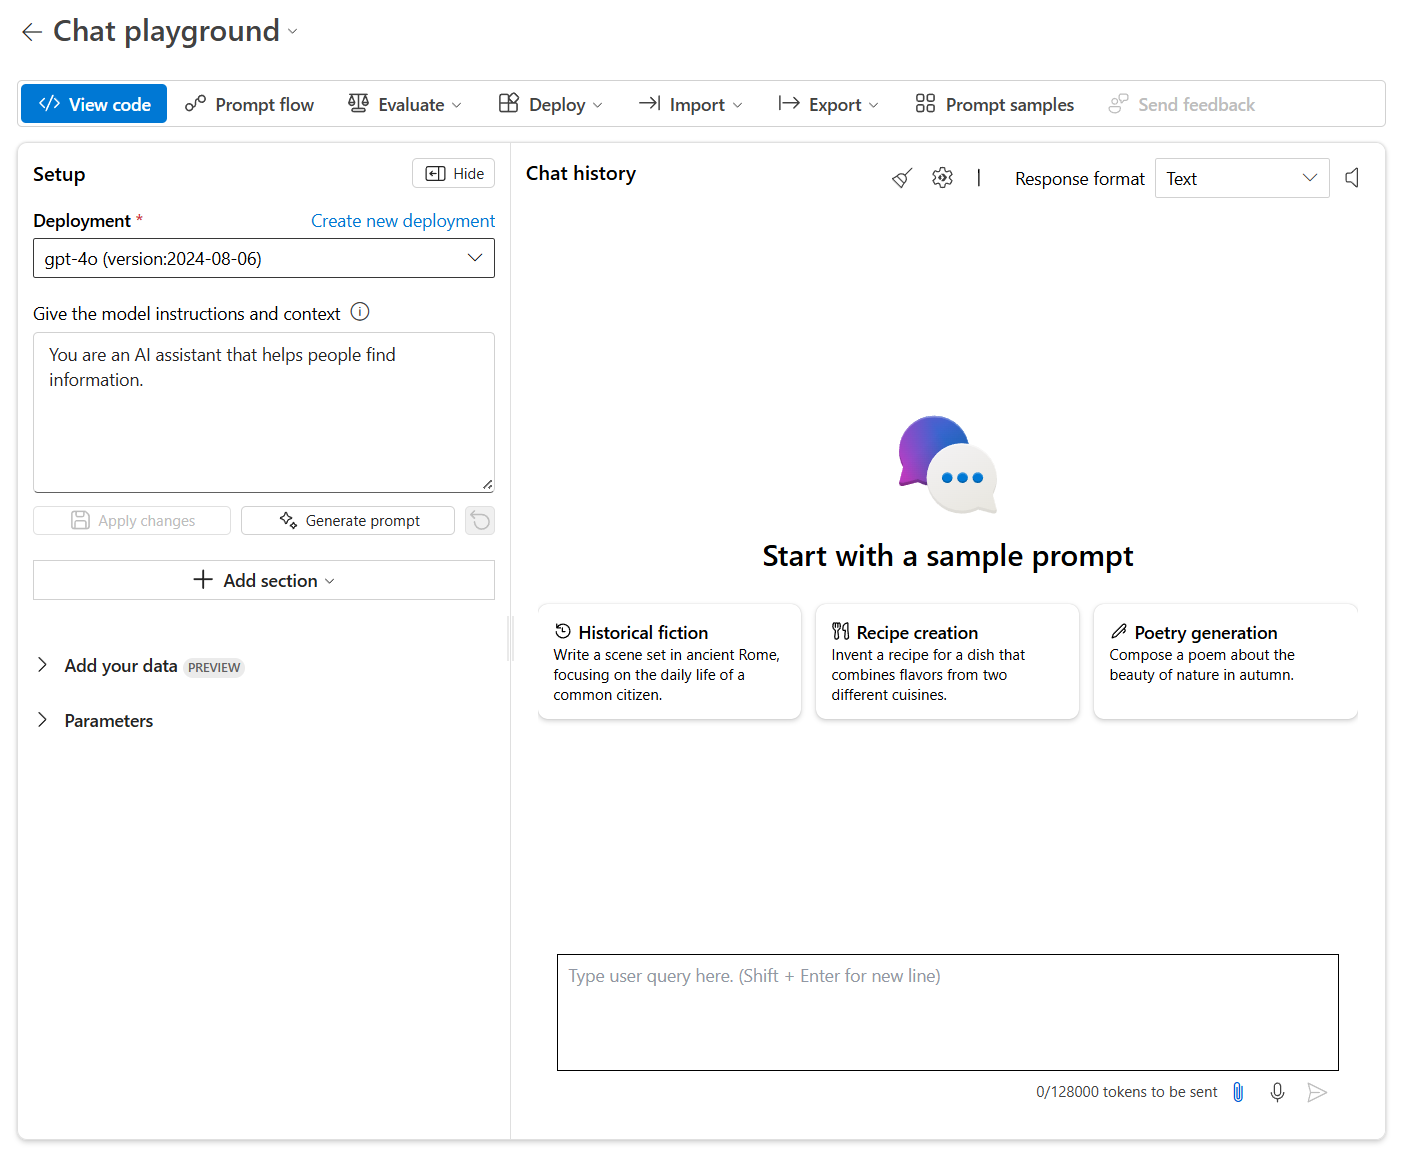 Chat playground
View code Prompt flow Evaluate Deploy Import Export Prompt samples Send feedback
Setup
Hide
Deployment *
Create new deployment
gpt-4o (version:2024-08-06)
Give the model instructions and context
You are an AI assistant that helps people find
information.
Apply changes
Generate prompt
Add section
Add your data PREVIEW
Parameters
Chat history
Response format
Text
Start with a sample prompt
Historical fiction
Write a scene set in ancient Rome,
focusing on the daily life of a
common citizen.
Recipe creation
Invent a recipe for a dish that
combines flavors from two
different cuisines.
Poetry generation
Compose a poem about the
beauty of nature in autumn.
Type user query here. (Shift + Enter for new line)
0/128000 tokens to be sent